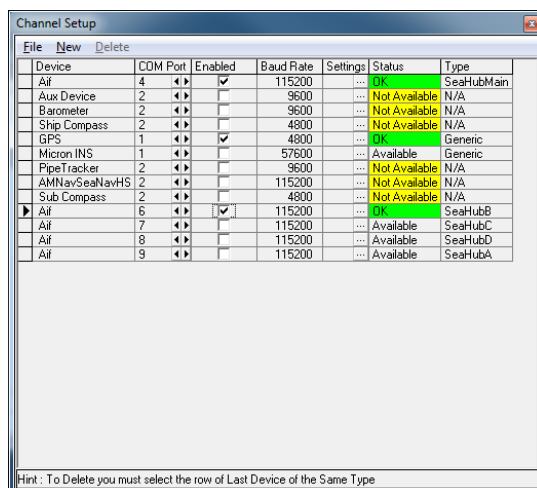 Channel Setup
File New Delete
Device COM Port Enabled Baud Rate Settings Status Type
Aif 4 115200 ... OK SeaHubMain
Aux Device 2 9600 ... Not Available N/A
Barometer 2 9600 ... Not Available N/A
Ship Compass 2 4800 ... Not Available N/A
GPS 1 4800 ... OK Generic
Micron INS 1 57600 ... Available Generic
PipeTracker 2 9600 ... Not Available N/A
AMNavSeaNavHS 2 115200 ... Not Available N/A
Sub Compass 2 4800 ... Not Available N/A
Aif 6 115200 ... OK SeaHubB
Aif 7 115200 ... Available SeaHubC
Aif 8 115200 ... Available SeaHubD
Aif 9 115200 ... Available SeaHubA
Hint : To Delete you must select the row of Last Device of the Same Type